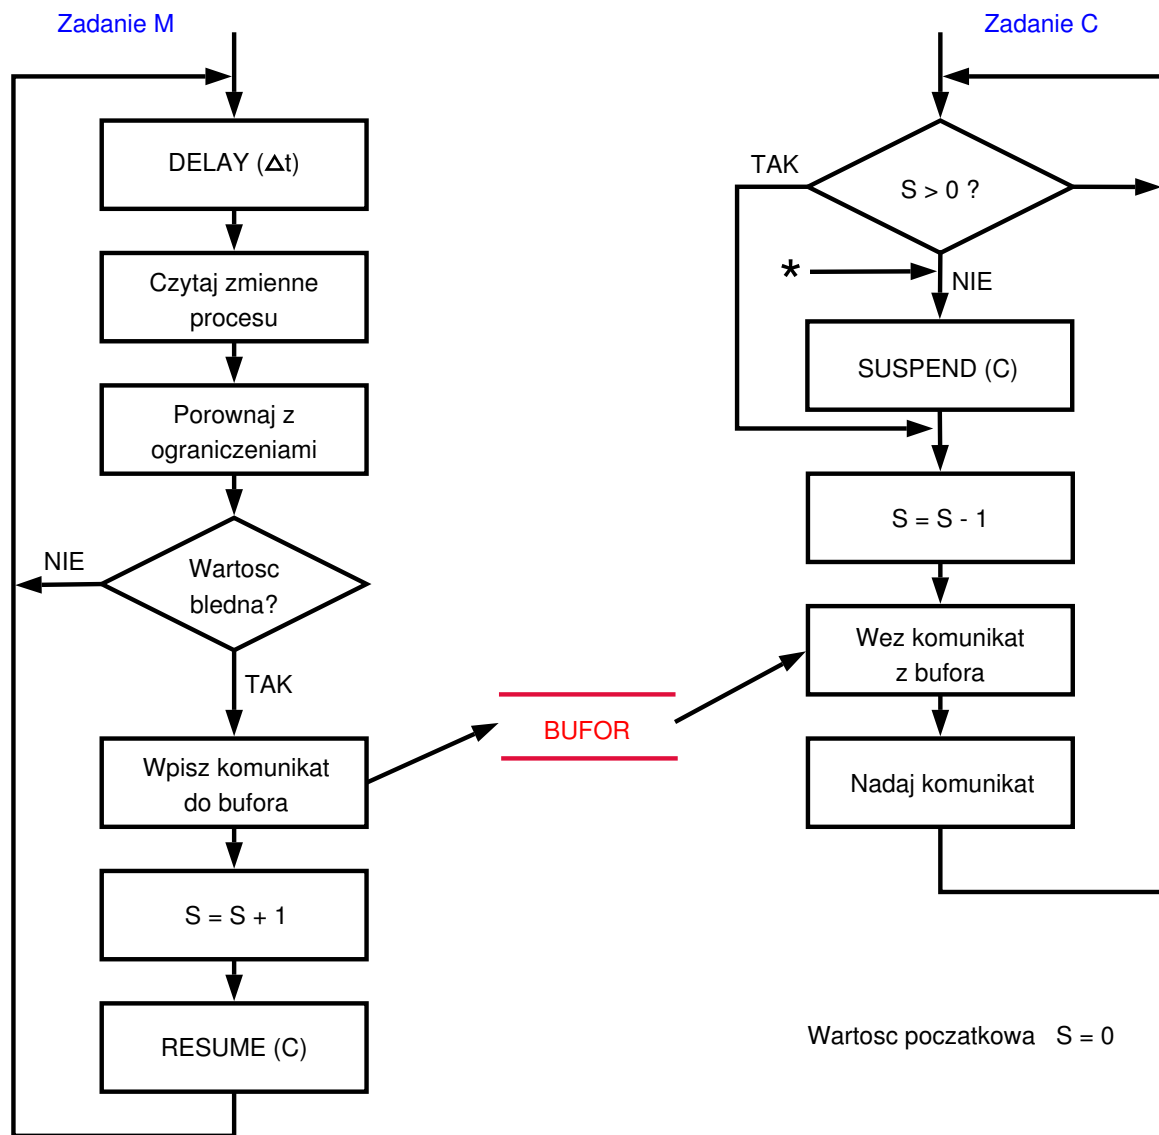 Zadanie M
DELAY (Δt)
Czytaj zmienne
procesu
Porownaj z
ograniczeniami
NIE
Wartosc
bledna?
TAK
Wpisz komunikat
do bufora
S = S + 1
RESUME (C)
BUFOR
Zadanie C
TAK
S > 0 ?
*
NIE
SUSPEND (C)
S = S - 1
Wez komunikat
z bufora
Nadaj komunikat
Wartosc poczatkowa S = 0